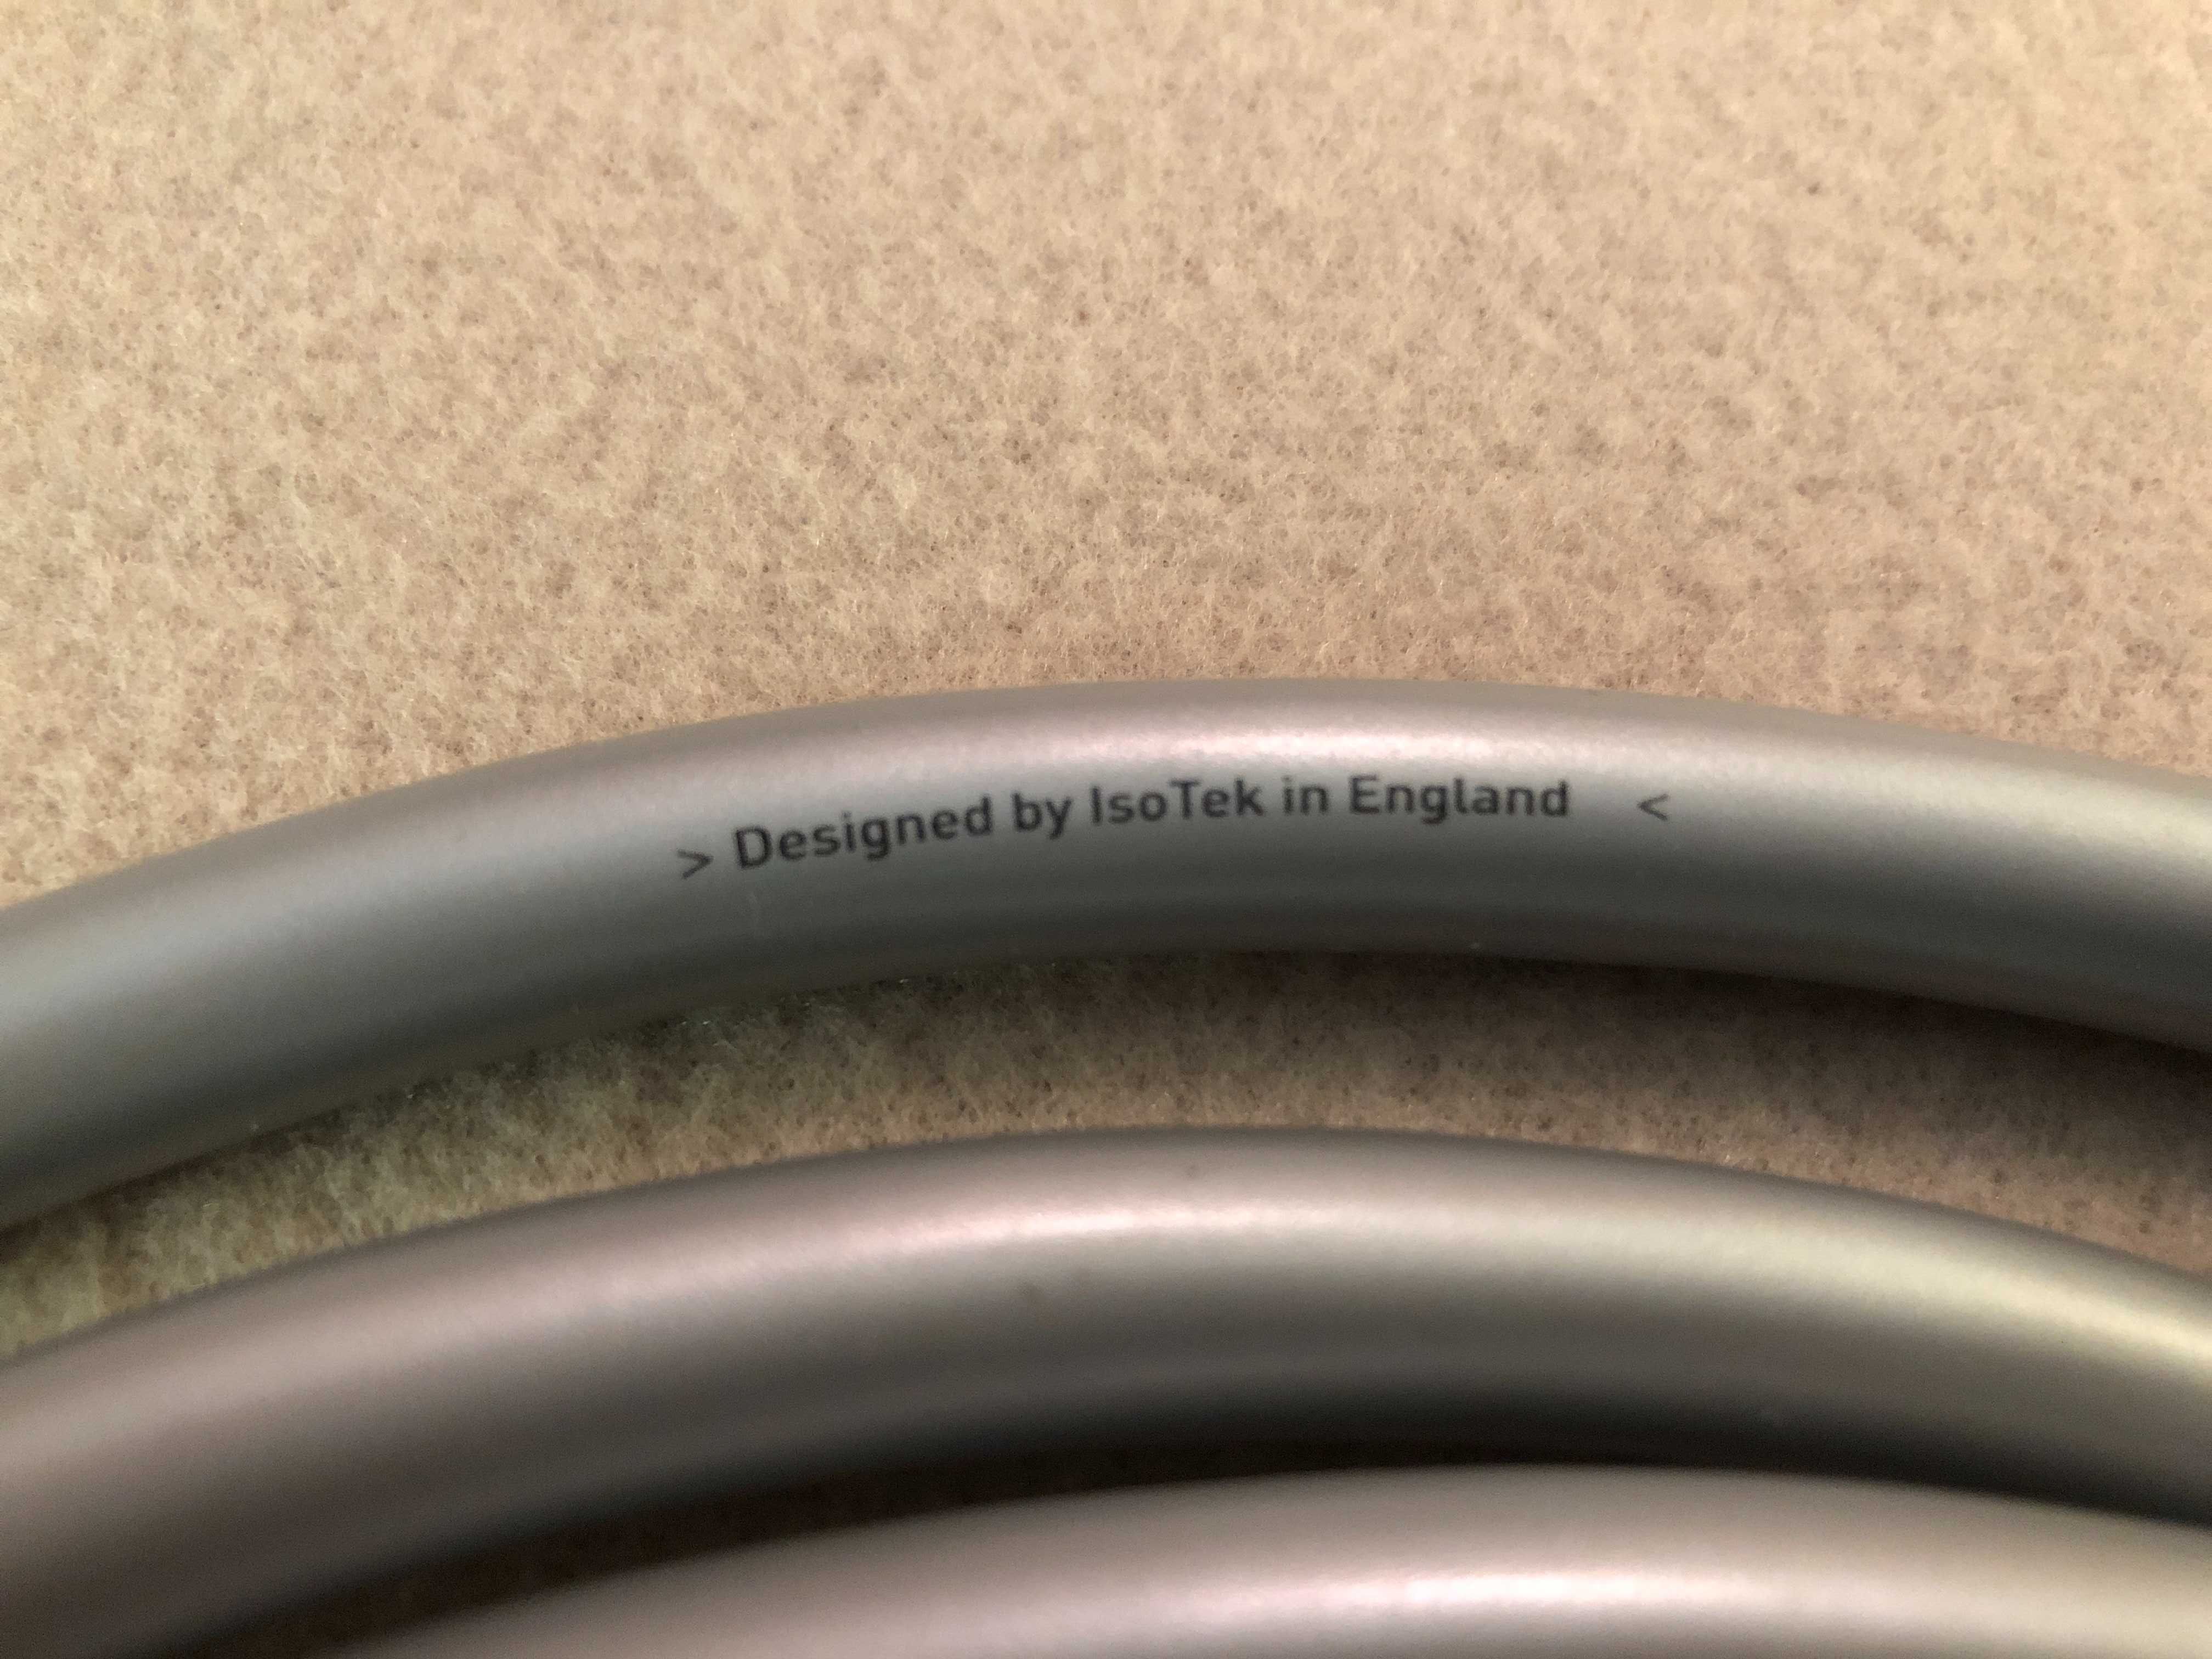 > Designed by IsoTek in England <